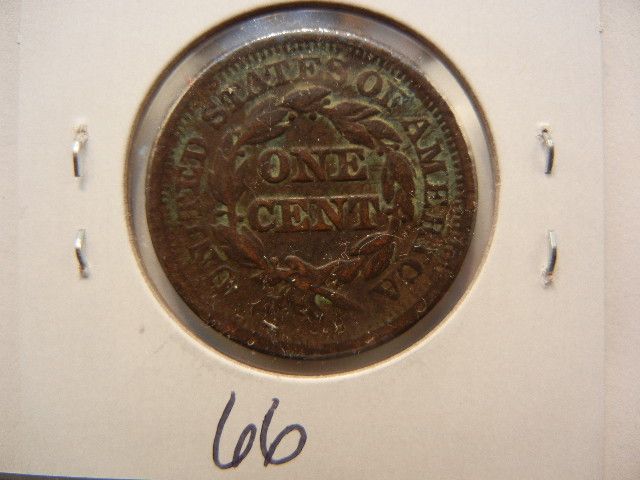 UNITED STATES OF AMERICA
ONE
CENT
66